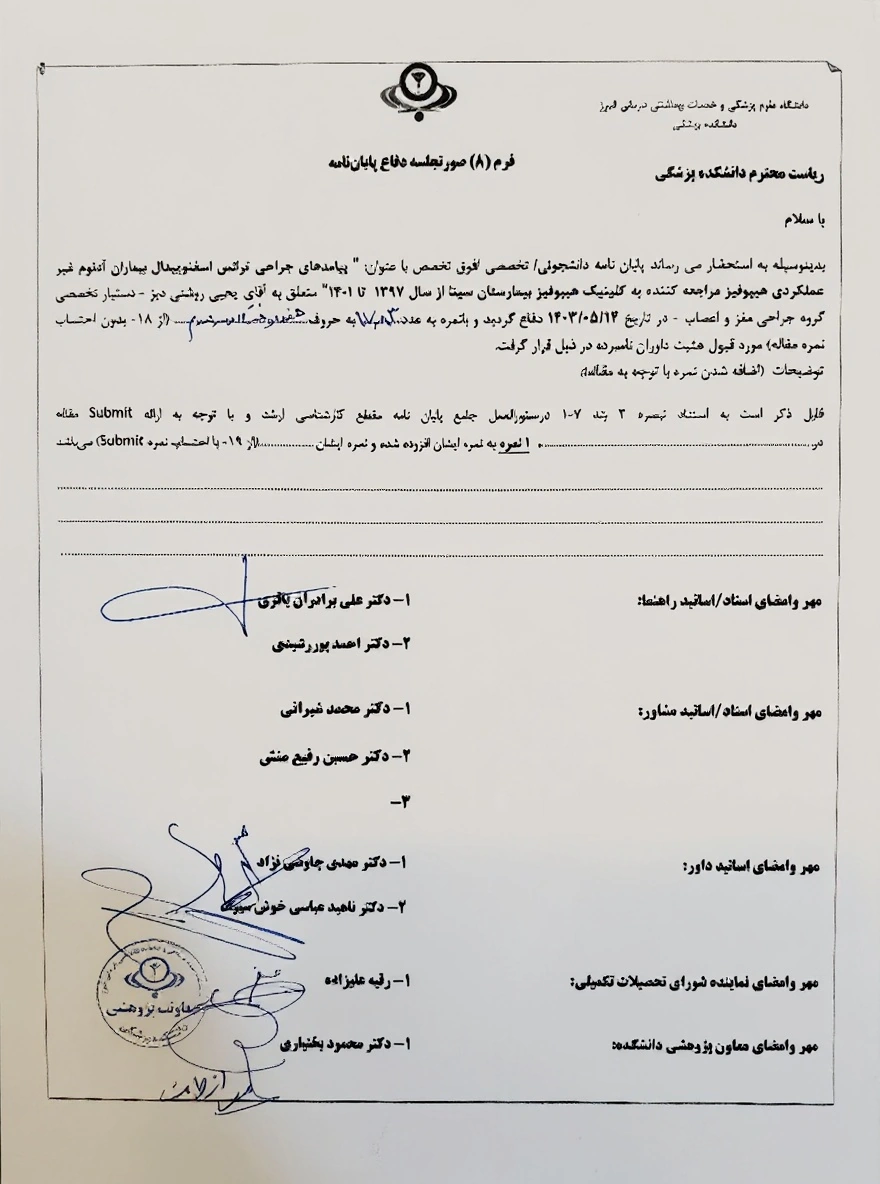 دانشگاه علوم پزشکی و خدمات بهداشتی درمانی البرز
دانشکده پزشکی
فرم (۸) صورتجلسه دفاع پایان‌نامه
ریاست محترم دانشکده پزشکی
با سلام
بدینوسیله به استحضار می رساند پایان نامه دانشجوئی/ تخصصی /فوق تخصص با عنوان: " پیامدهای جراحی ترانس اسفنوییدال بیماران آدنوم غیر
عملکردی هیپوفیز مراجعه کننده به کلینیک هیپوفیز بیمارستان سینا از سال ۱۳۹۷ تا ۱۴۰۱" متعلق به آقای یحیی روشنی دیز - دستیار تخصصی
گروه جراحی مغز و اعصاب - در تاریخ ۱۴۰۳/۰۵/۱۴ دفاع گردید و بانمره به عدد به حروف (از ۱۸- بدون احتساب
نمره مقاله) مورد قبول هئیت داوران نامبرده در ذیل قرار گرفت.
توضیحات (اضافه شدن نمره با توجه به مقاله)
قابل ذکر است به استناد تبصره ۳ بند ۷-۱ دستورالعمل جامع پایان نامه مقطع کارشناسی ارشد و با توجه به ارائه Submit مقاله
در ۱ نمره به نمره ایشان افزوده شده و نمره ایشان (از ۱۹- با احتساب نمره Submit) می‌باشد
مهر وامضای استاد/اساتید راهنما: ۱- دکتر علی برادران باقری
۲- دکتر احمد پوررشیدی
مهر وامضای استاد/اساتید مشاور: ۱- دکتر محمد شیرانی
۲- دکتر حسین رفیع منش
۳-
مهر وامضای اساتید داور: ۱- دکتر مهدی چاوشی نژاد
۲- دکتر ناهید عباسی خوش
مهر وامضای نماینده شورای تحصیلات تکمیلی: ۱- رقیه علیزاده
معاونت پژوهشی
مهر وامضای معاون پژوهشی دانشکده: ۱- دکتر محمود بختیاری